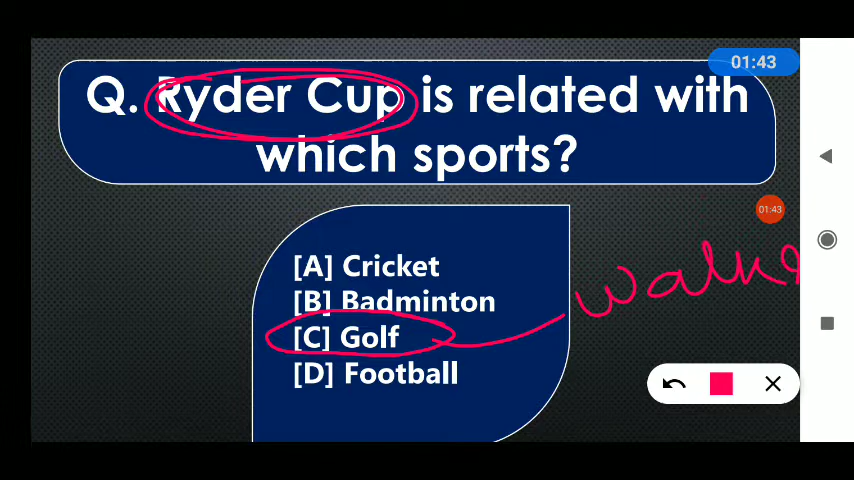 01:43
Q. Ryder Cup is related with
which sports?
01:43
[A] Cricket
[B] Badminton
[C] Golf
[D] Football